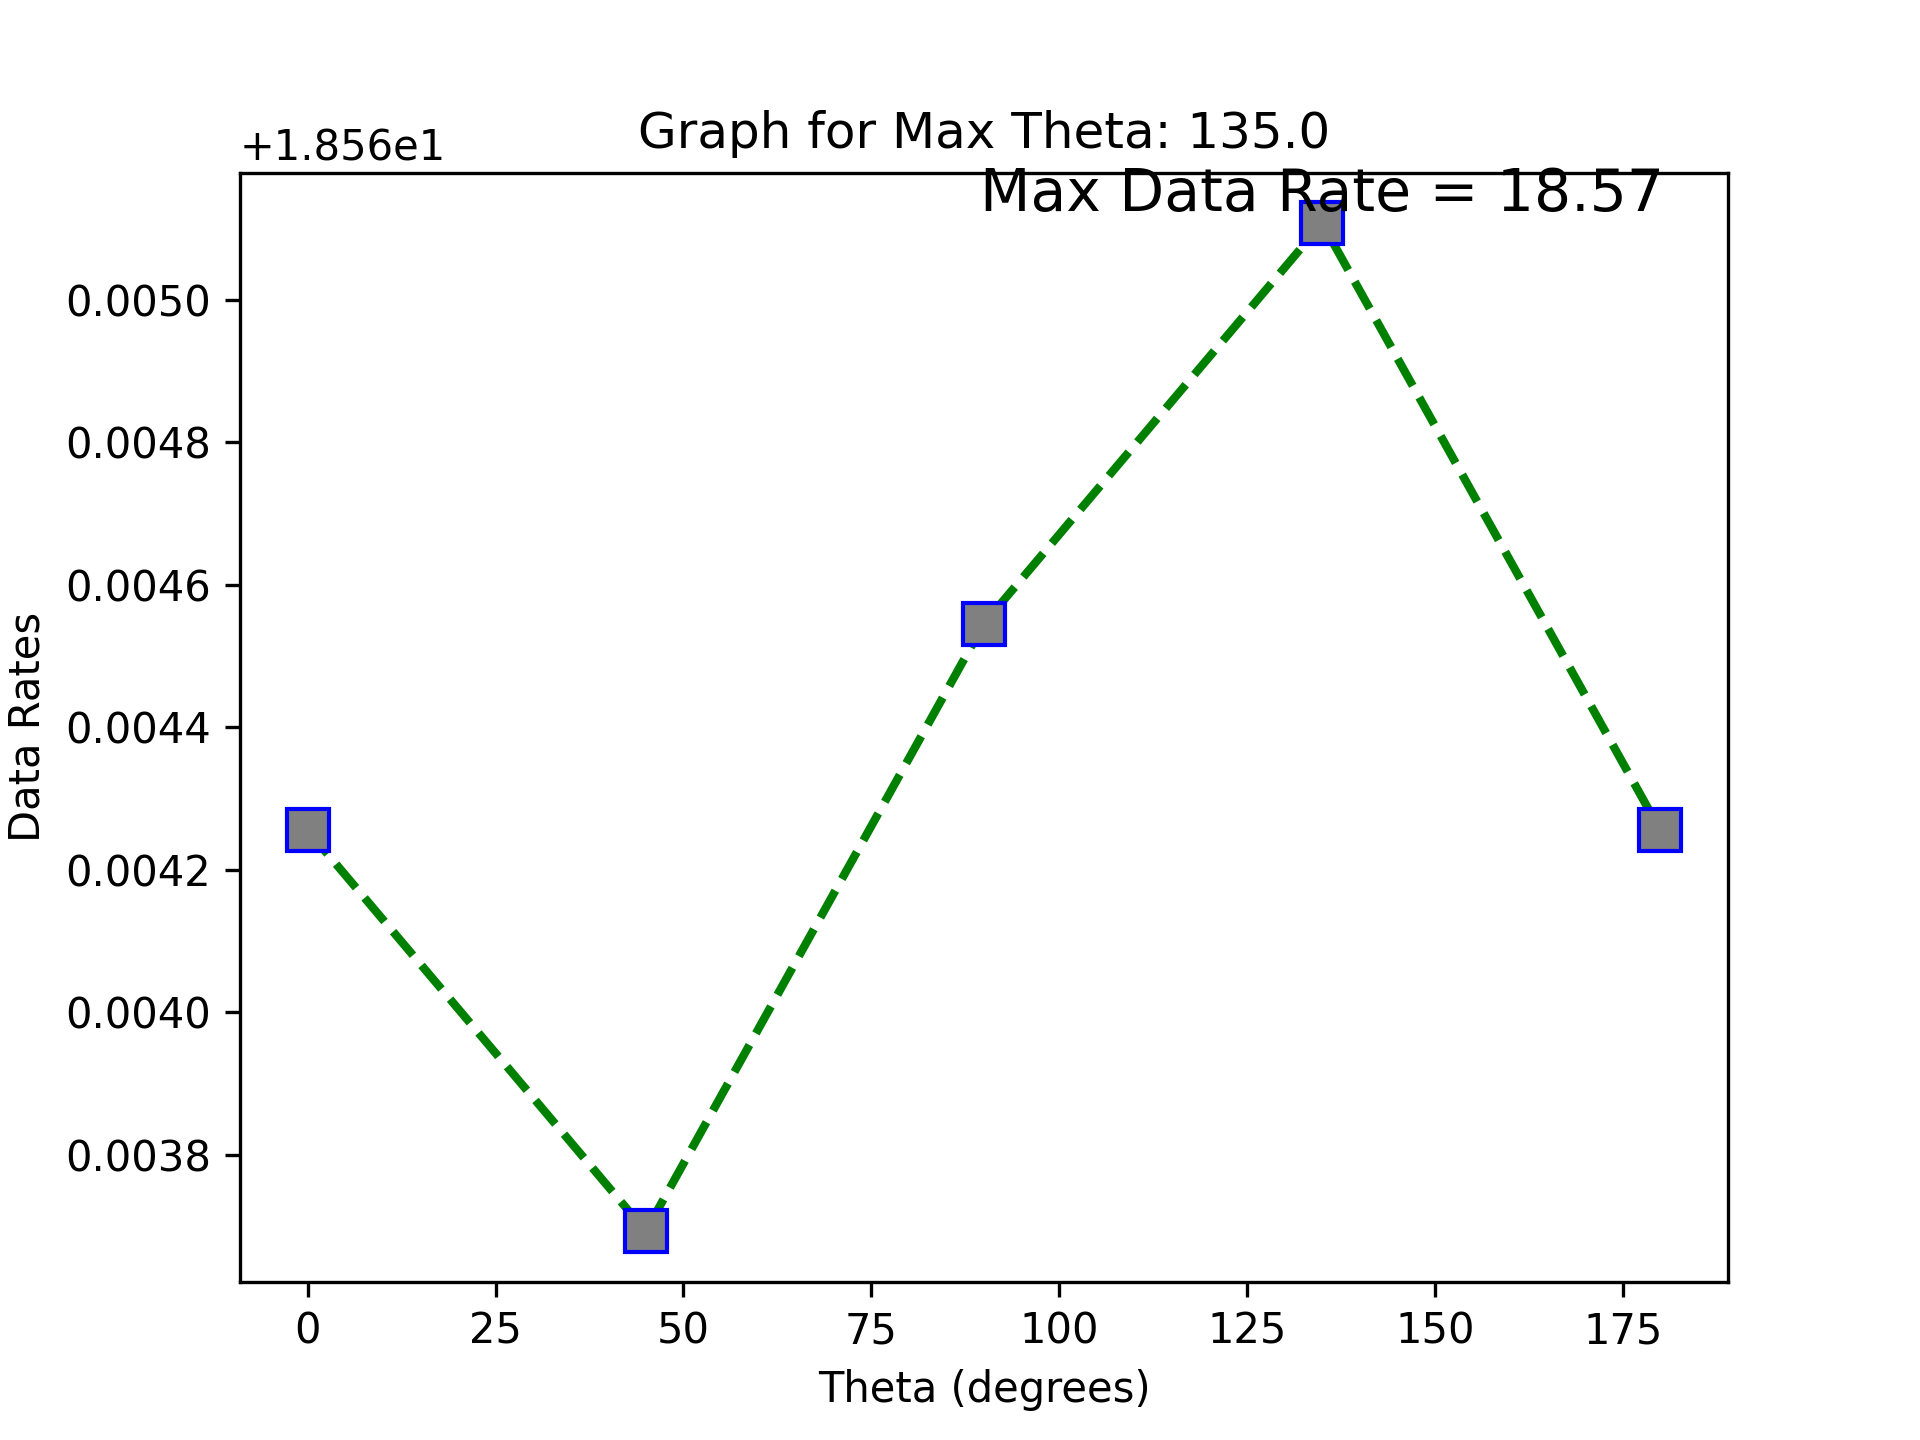 Graph for Max Theta: 135.0
+1.856e1
Max Data Rate = 18.57
0.0050
0.0048
0.0046
0.0044
0.0042
0.0040
0.0038
Data Rates
0 25 50 75 100 125 150 175
Theta (degrees)